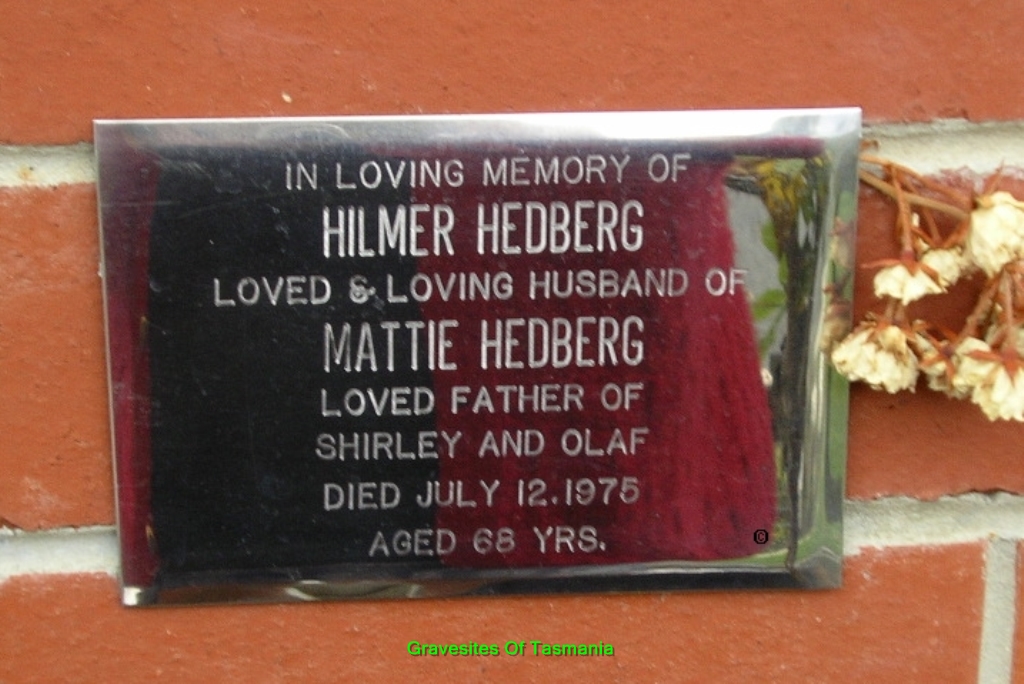 IN LOVING MEMORY OF
HILMER HEDBERG
LOVED & LOVING HUSBAND OF
MATTIE HEDBERG
LOVED FATHER OF
SHIRLEY AND OLAF
DIED JULY 12.1975
AGED 68 YRS.
©
Gravesites Of Tasmania